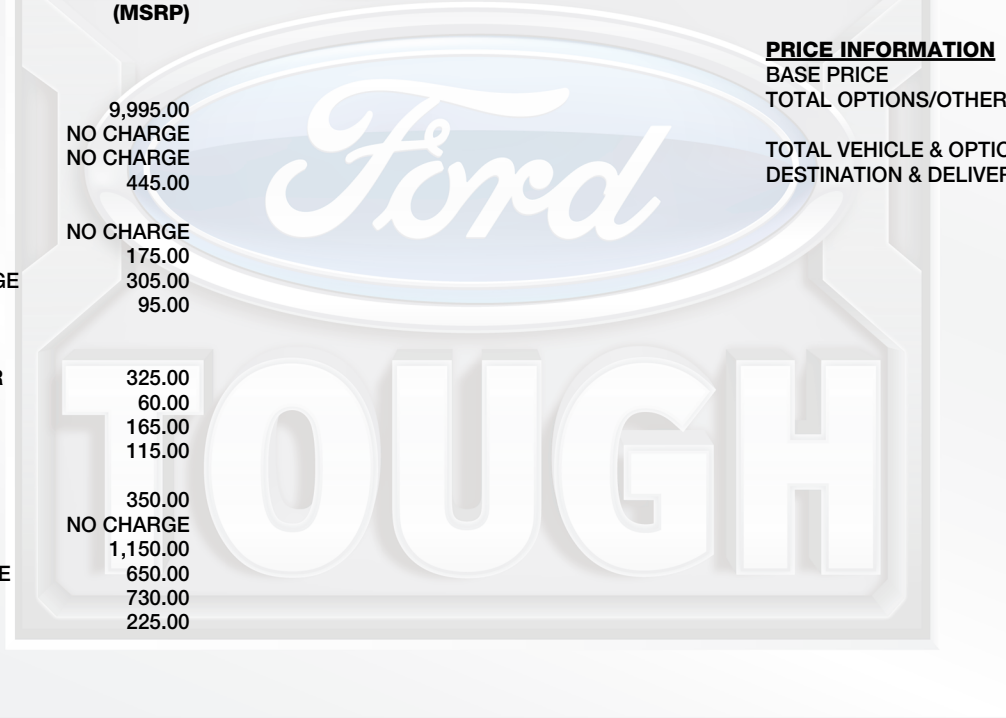 (MSRP)
9,995.00
NO CHARGE
NO CHARGE
445.00
NO CHARGE
175.00
GE 305.00
95.00
R 325.00
60.00
165.00
115.00
350.00
NO CHARGE
1,150.00
E 650.00
730.00
225.00
PRICE INFORMATION
BASE PRICE
TOTAL OPTIONS/OTHER
TOTAL VEHICLE & OPTIO
DESTINATION & DELIVER
Ford
TOUGH